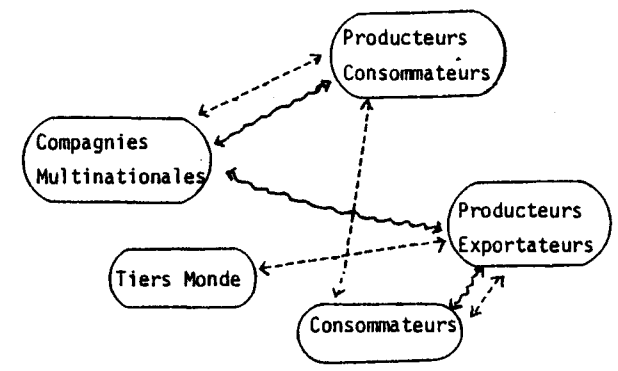 Producteurs
Consommateurs
Compagnies
Multinationales
Producteurs
Exportateurs
Tiers Monde
Consommateurs